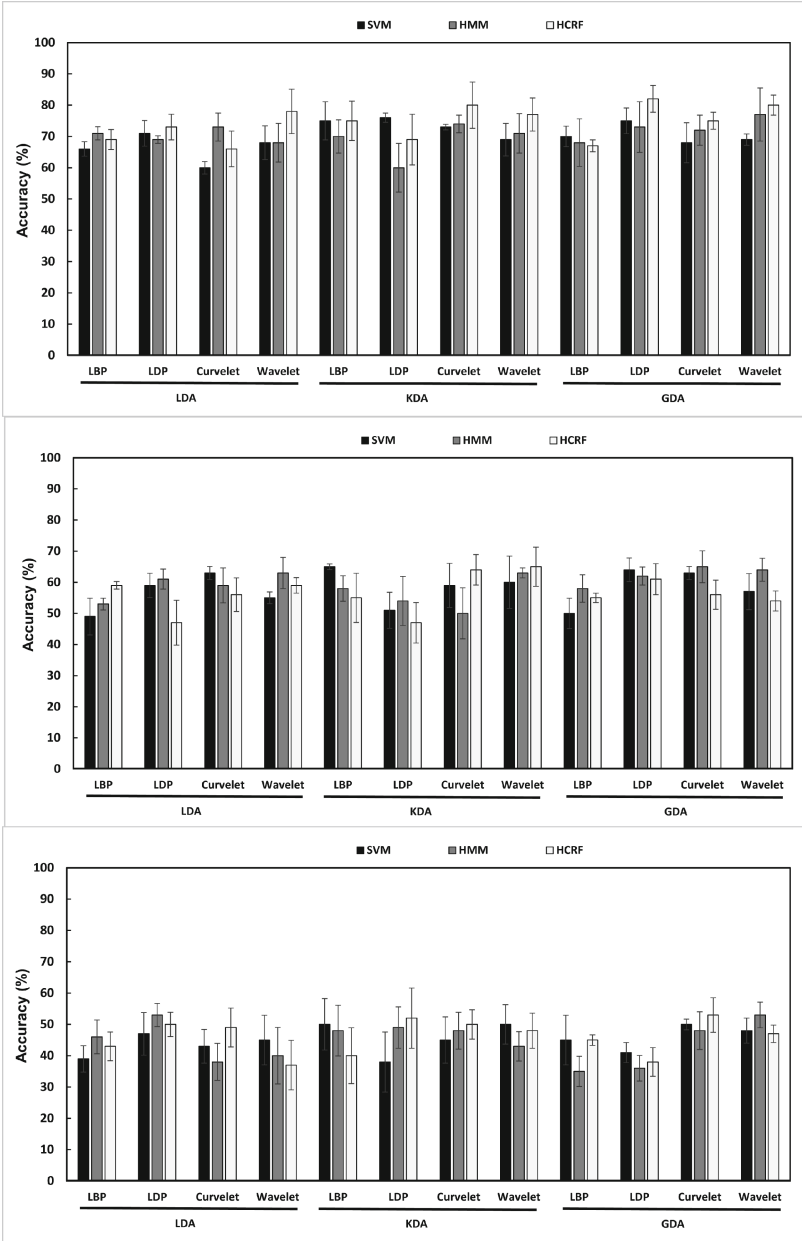 SVM HMM HCRF
100
90
80
70
60
50
40
30
20
10
0
Accuracy (%)
LBP LDP Curvelet Wavelet LBP LDP Curvelet Wavelet LBP LDP Curvelet Wavelet
LDA KDA GDA
SVM HMM HCRF
100
90
80
70
60
50
40
30
20
10
0
Accuracy (%)
LBP LDP Curvelet Wavelet LBP LDP Curvelet Wavelet LBP LDP Curvelet Wavelet
LDA KDA GDA
SVM HMM HCRF
100
90
80
70
60
50
40
30
20
10
0
Accuracy (%)
LBP LDP Curvelet Wavelet LBP LDP Curvelet Wavelet LBP LDP Curvelet Wavelet
LDA KDA GDA